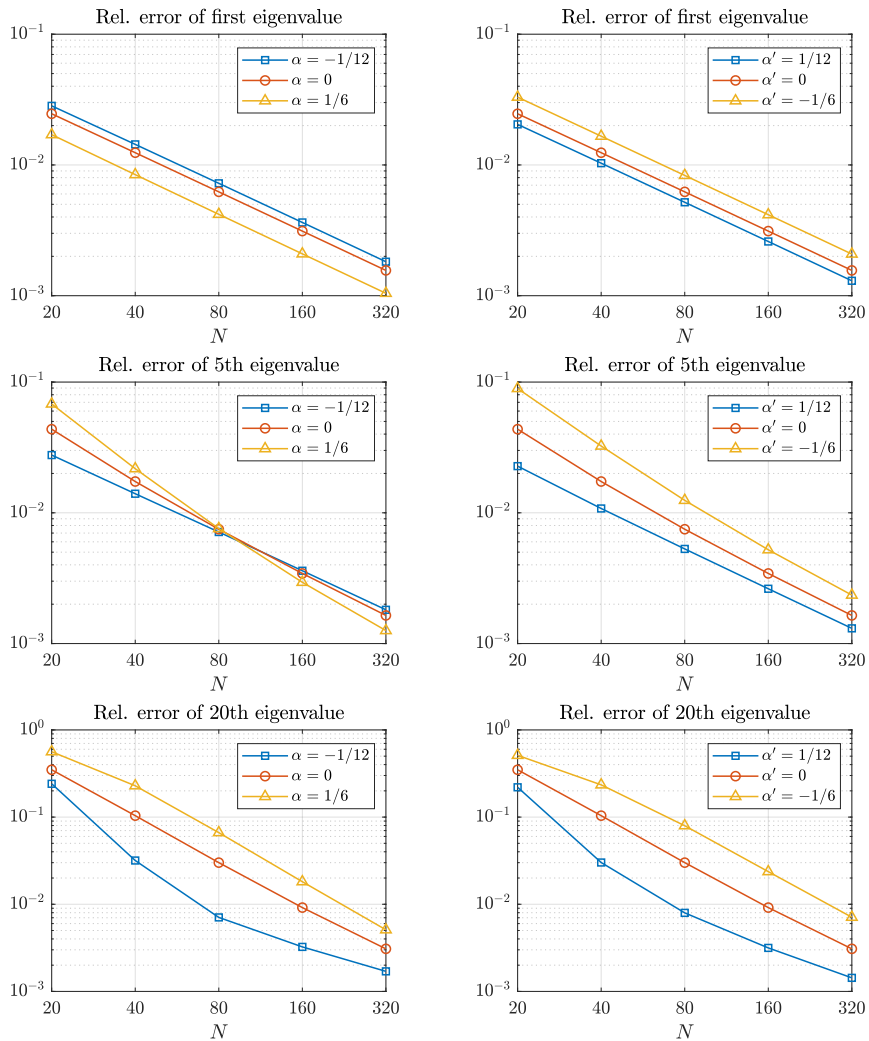 Rel. error of first eigenvalue
10⁻¹
10⁻²
10⁻³
α = −1/12
α = 0
α = 1/6
20 40 80 160 320
N
Rel. error of first eigenvalue
10⁻¹
10⁻²
10⁻³
α′ = 1/12
α′ = 0
α′ = −1/6
20 40 80 160 320
N
Rel. error of 5th eigenvalue
10⁻¹
10⁻²
10⁻³
α = −1/12
α = 0
α = 1/6
20 40 80 160 320
N
Rel. error of 5th eigenvalue
10⁻¹
10⁻²
10⁻³
α′ = 1/12
α′ = 0
α′ = −1/6
20 40 80 160 320
N
Rel. error of 20th eigenvalue
10⁰
10⁻¹
10⁻²
10⁻³
α = −1/12
α = 0
α = 1/6
20 40 80 160 320
N
Rel. error of 20th eigenvalue
10⁰
10⁻¹
10⁻²
10⁻³
α′ = 1/12
α′ = 0
α′ = −1/6
20 40 80 160 320
N